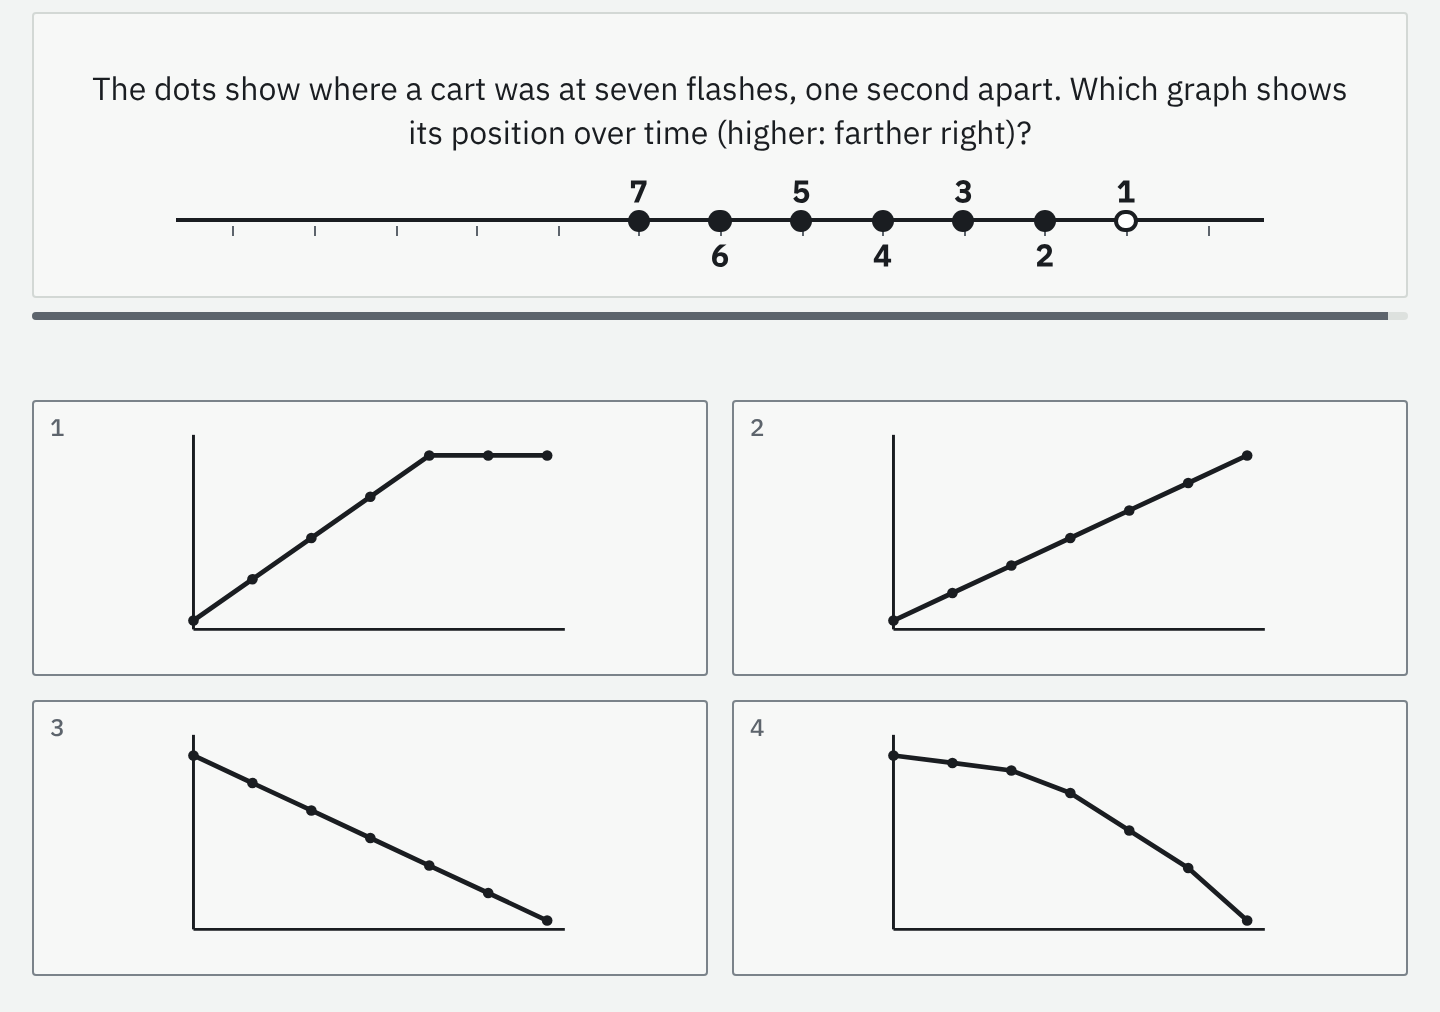 The dots show where a cart was at seven flashes, one second apart. Which graph shows
its position over time (higher: farther right)?
7 5 3 1
6 4 2
1
2
3
4